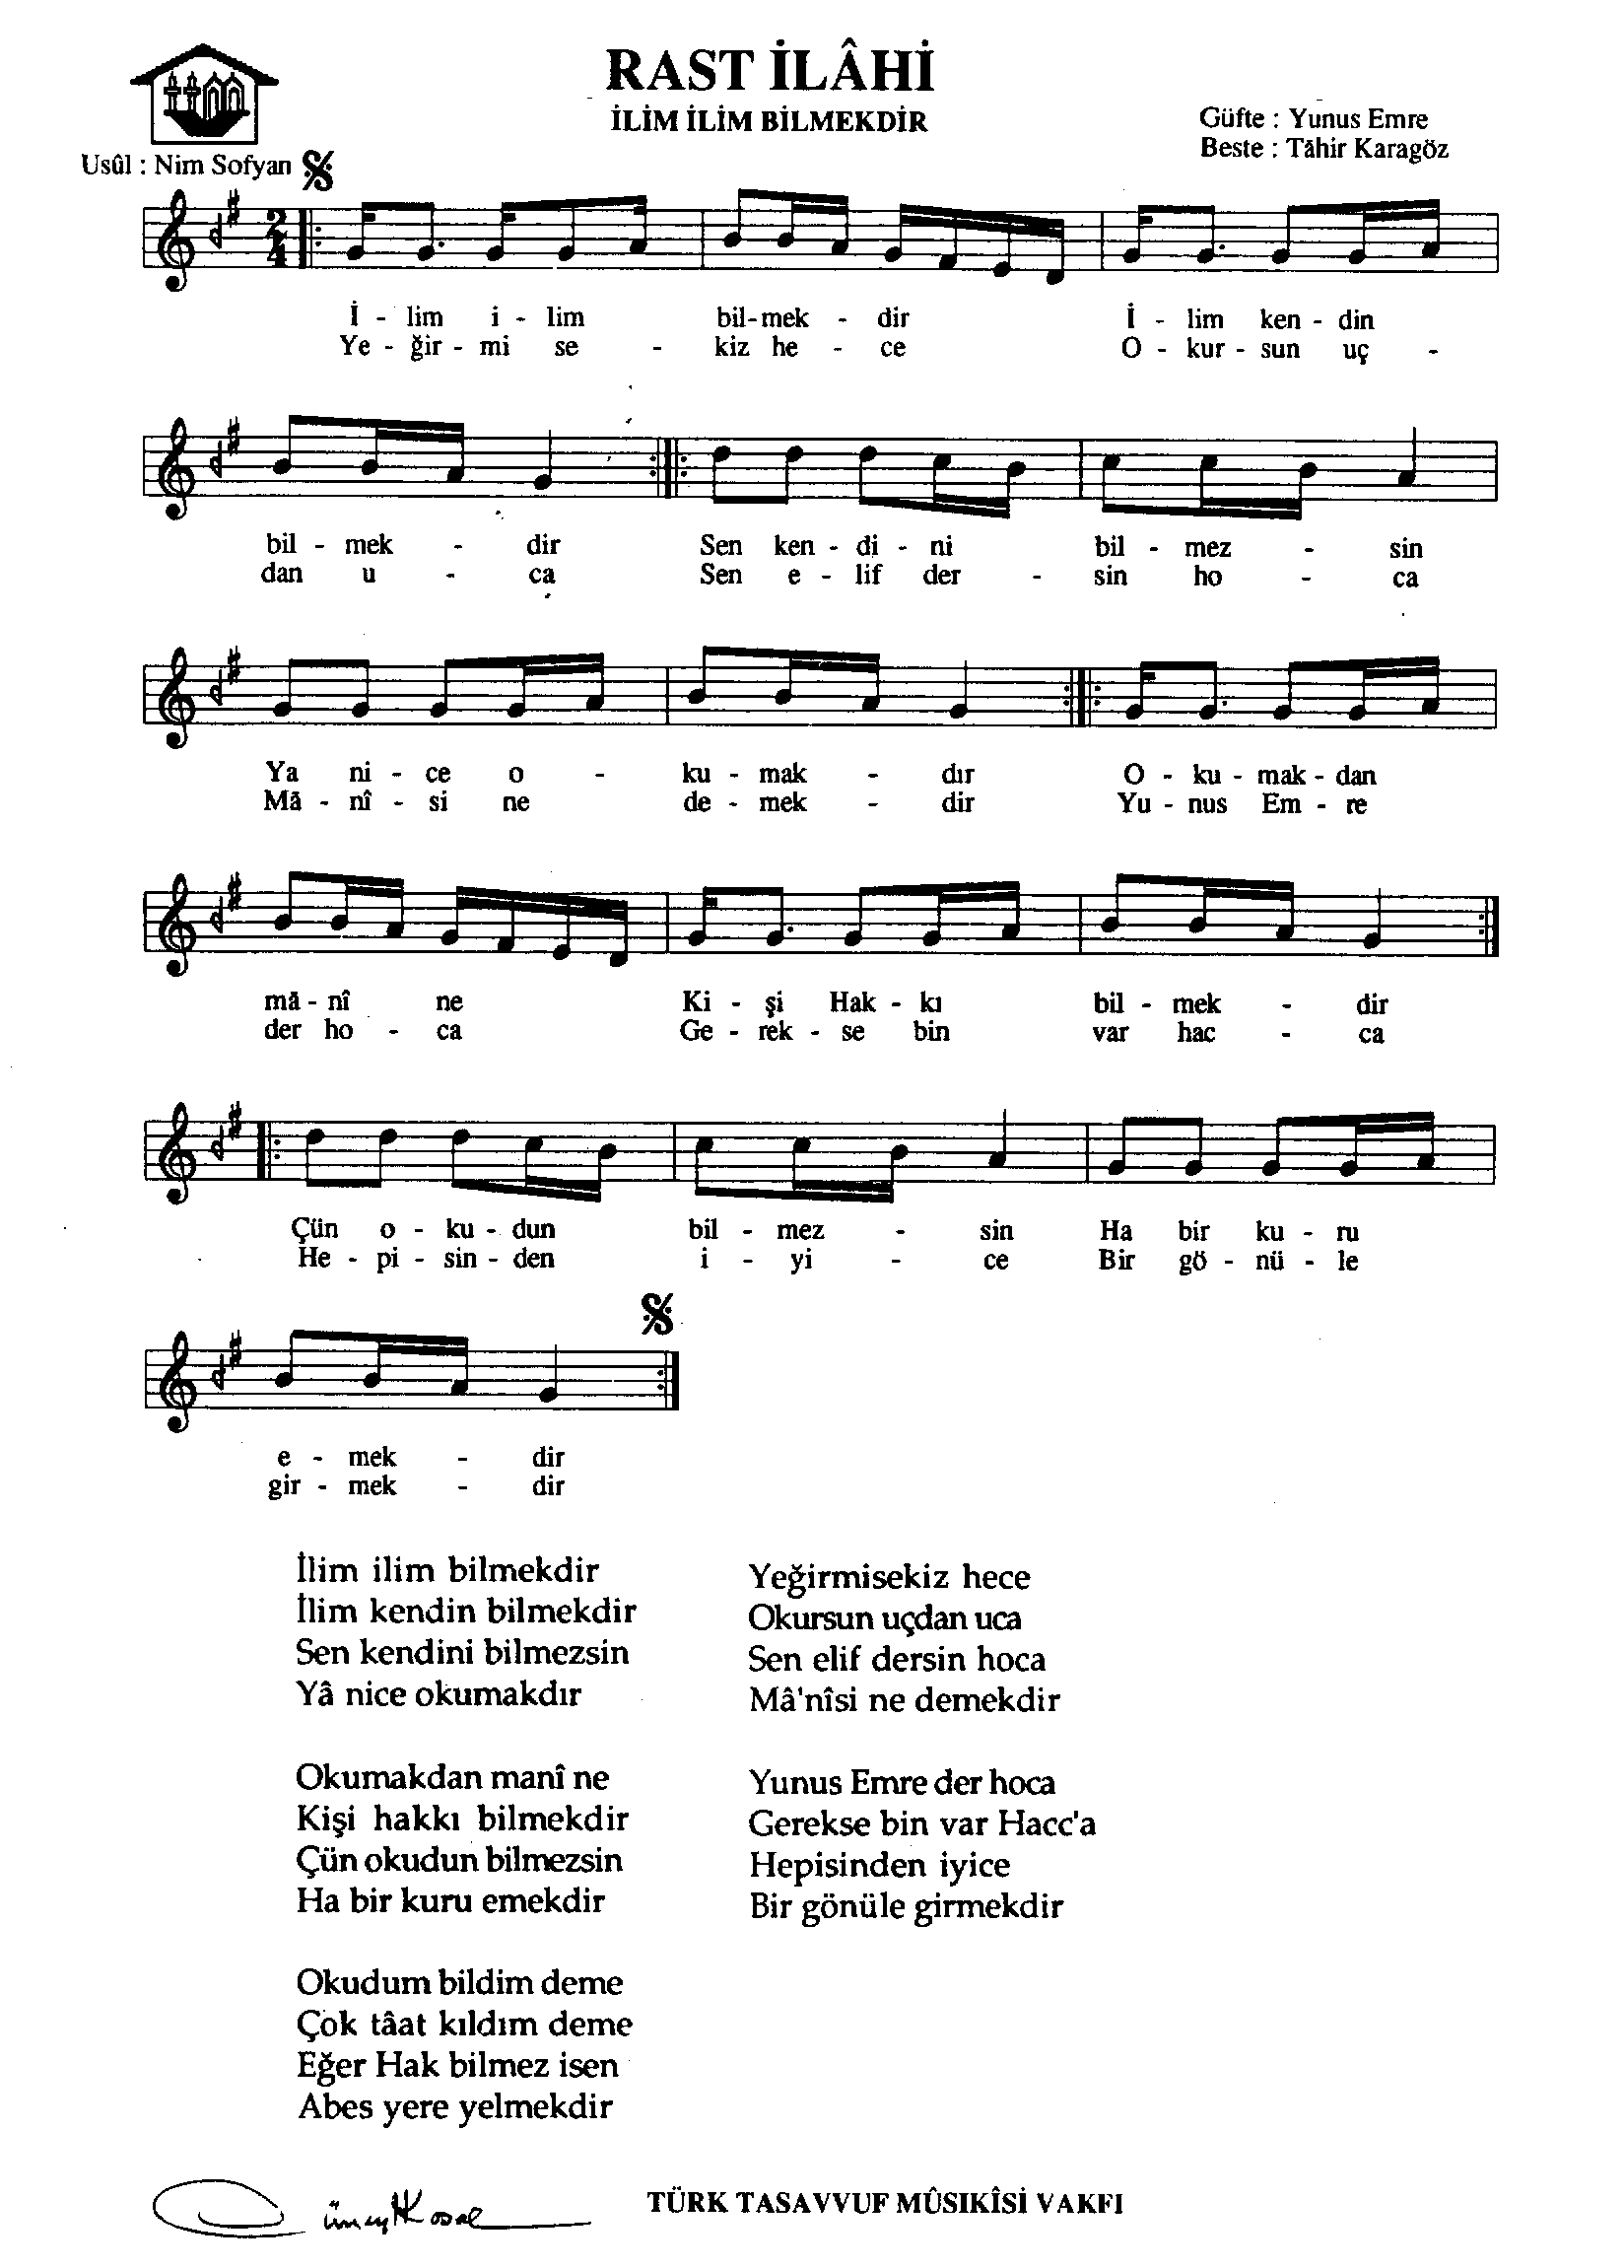 RAST İLÂHİ
İLİM İLİM BİLMEKDİR
Güfte : Yunus Emre
Beste : Tāhir Karagöz
Usûl : Nim Sofyan
2
4
İ - lim i - lim bil - mek - dir İ - lim ken - din
Ye - ğir - mi se - kiz he - ce O - kur - sun uç -
bil - mek - dir Sen ken - di - ni bil - mez - sin
dan u - ca Sen e - lif der - sin ho - ca
Ya ni - ce o - ku - mak - dır O - ku - mak - dan
Mā - nî - si ne de - mek - dir Yu - nus Em - re
mā - nî ne Ki - şi Hak - kı bil - mek - dir
der ho - ca Ge - rek - se bin var hac - ca
Çün o - ku - dun bil - mez - sin Ha bir ku - ru
He - pi - sin - den i - yi - ce Bir gö - nü - le
e - mek - dir
gir - mek - dir
İlim ilim bilmekdir
İlim kendin bilmekdir
Sen kendini bilmezsin
Yâ nice okumakdır
Okumakdan manî ne
Kişi hakkı bilmekdir
Çün okudun bilmezsin
Ha bir kuru emekdir
Okudum bildim deme
Çok tâat kıldım deme
Eğer Hak bilmez isen
Abes yere yelmekdir
Yeğirmisekiz hece
Okursun uçdan uca
Sen elif dersin hoca
Mâ'nîsi ne demekdir
Yunus Emre der hoca
Gerekse bin var Hacc'a
Hepisinden iyice
Bir gönüle girmekdir
TÜRK TASAVVUF MÛSIKÎSİ VAKFI